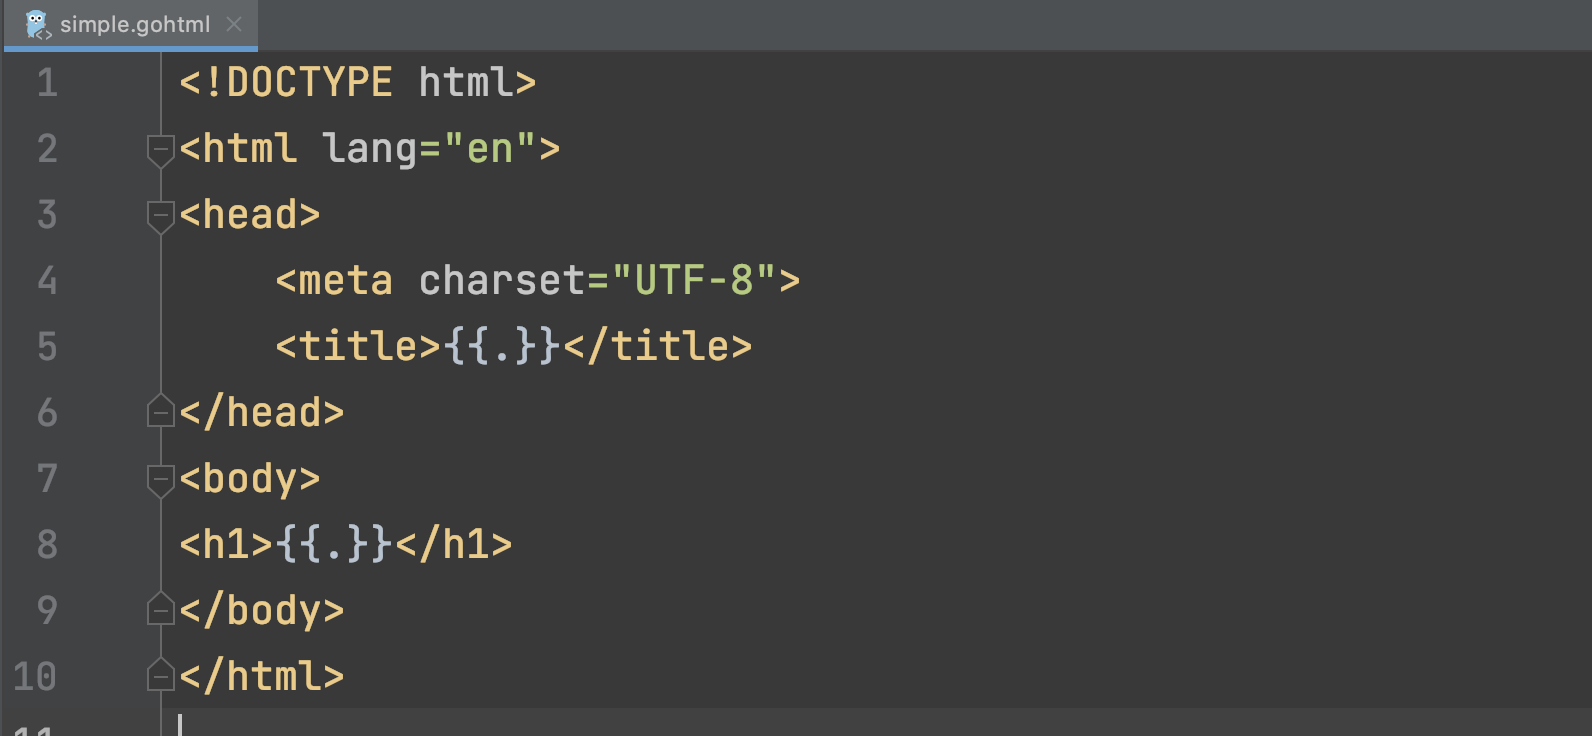 simple.gohtml
1 <!DOCTYPE html>
2 <html lang="en">
3 <head>
4     <meta charset="UTF-8">
5     <title>{{.}}</title>
6 </head>
7 <body>
8 <h1>{{.}}</h1>
9 </body>
10 </html>
11